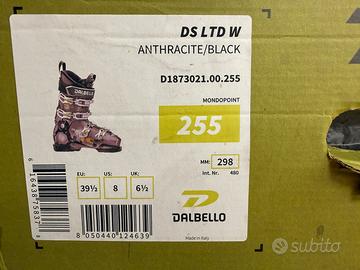 DS LTD W
ANTHRACITE/BLACK
D1873021.00.255
MONDOPOINT
255
MM: 298
Int. Nr. 480
EU: US: UK:
39½ 8 6½
DALBELLO
DALBELLO
Made in Italy
8 050440 124639
subito